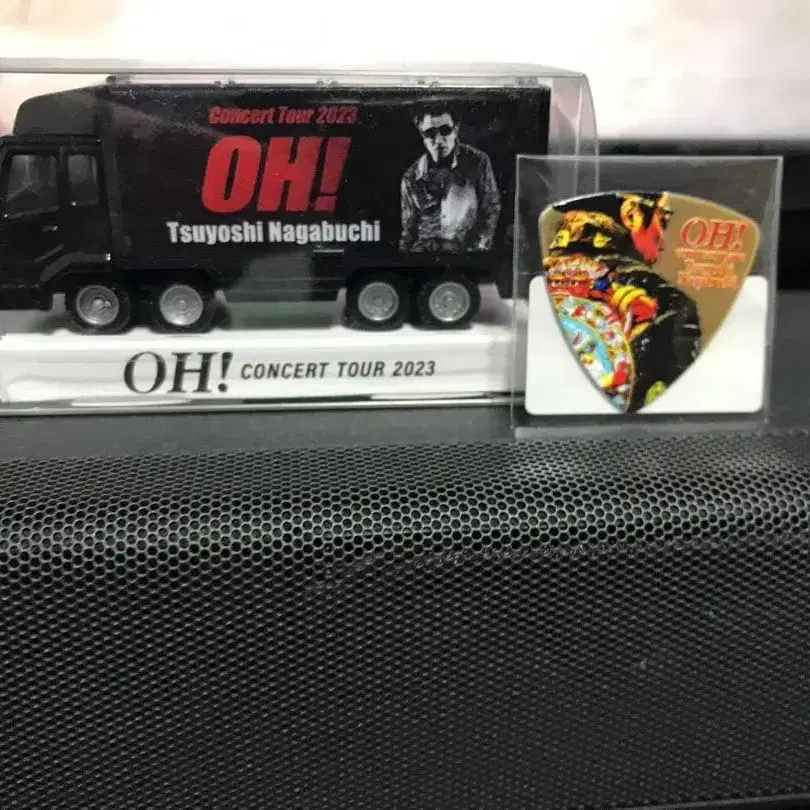 Concert Tour 2023
OH!
Tsuyoshi Nagabuchi
OH! CONCERT TOUR 2023
OH!